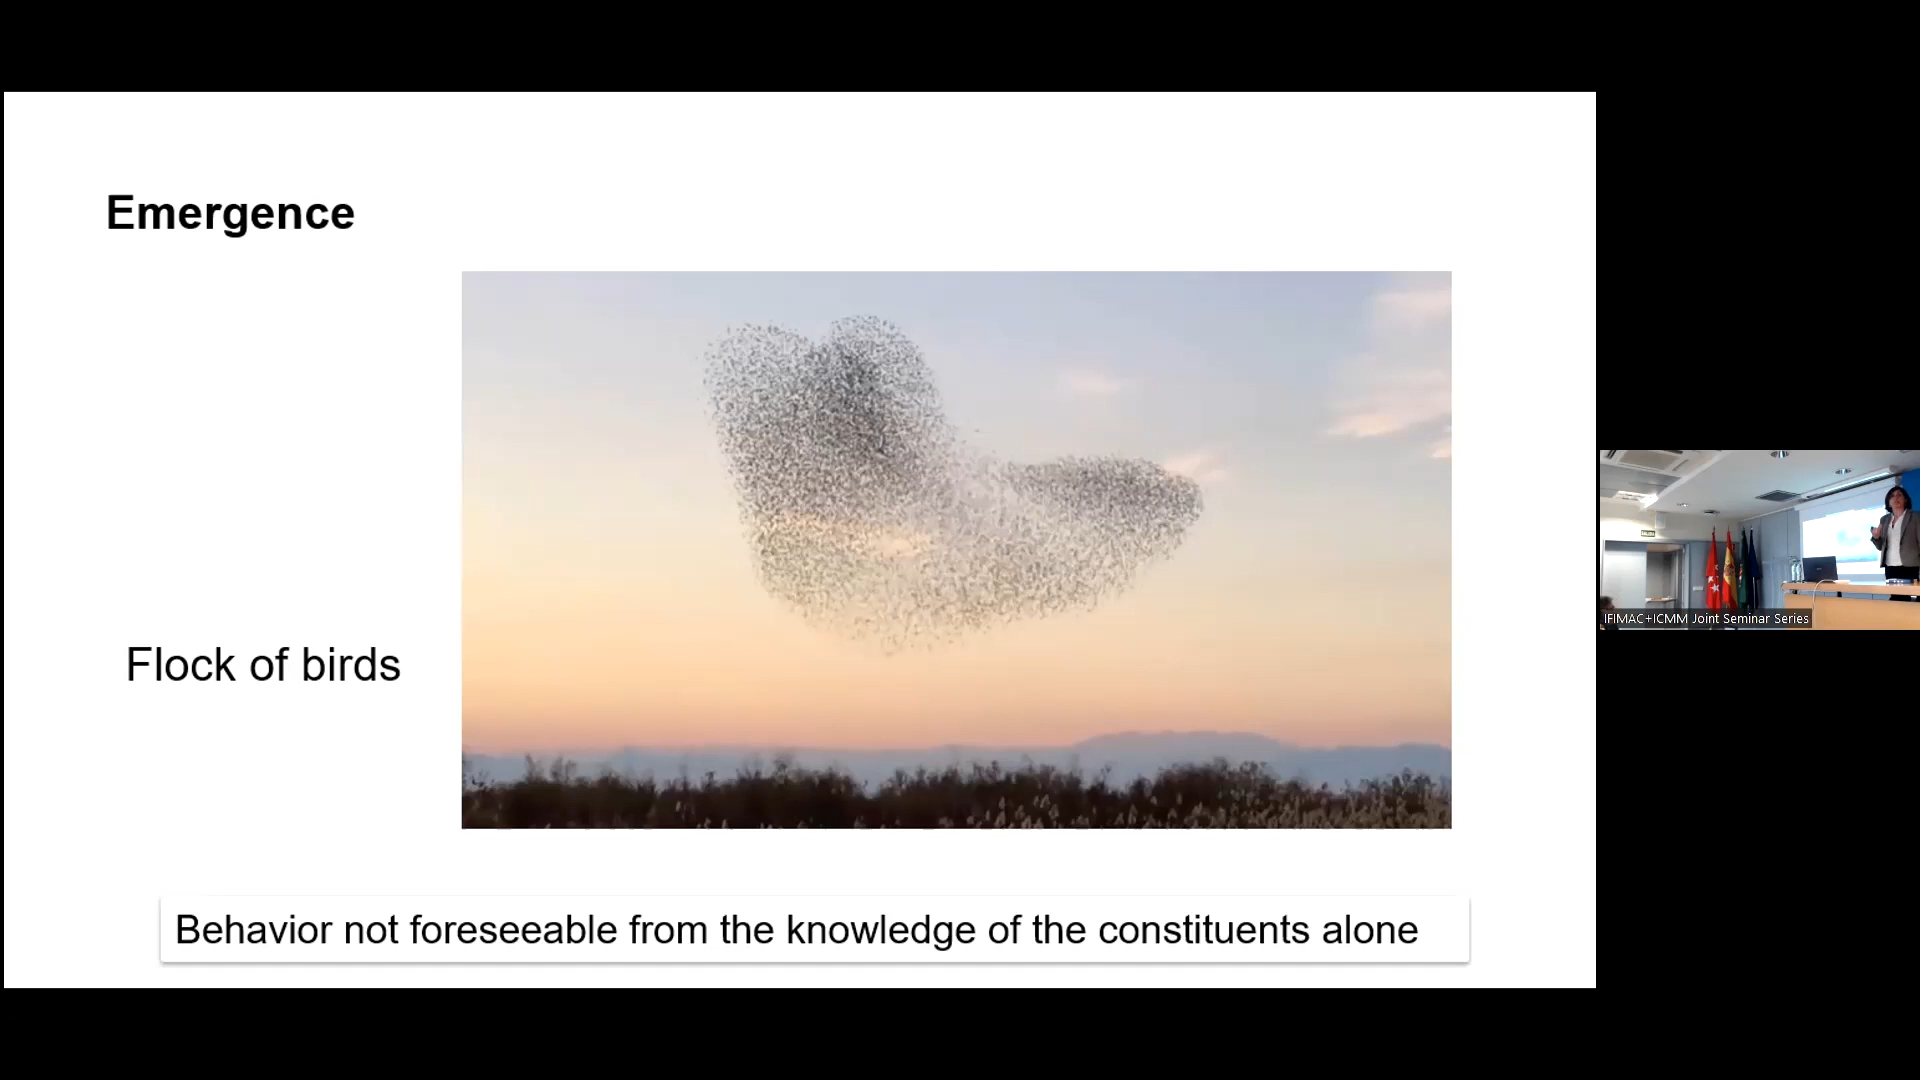 Emergence
Flock of birds
Behavior not foreseeable from the knowledge of the constituents alone
IFIMAC+ICMM Joint Seminar Series